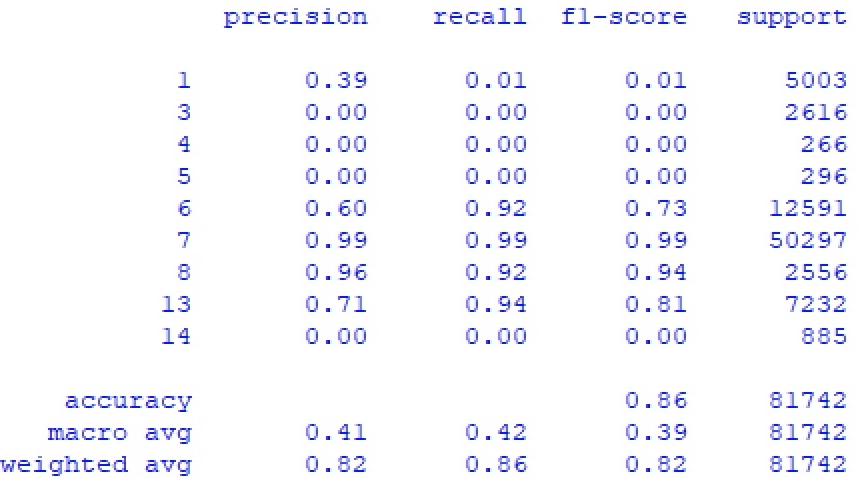 precision recall f1-score support
1 0.39 0.01 0.01 5003
3 0.00 0.00 0.00 2616
4 0.00 0.00 0.00 266
5 0.00 0.00 0.00 296
6 0.60 0.92 0.73 12591
7 0.99 0.99 0.99 50297
8 0.96 0.92 0.94 2556
13 0.71 0.94 0.81 7232
14 0.00 0.00 0.00 885
accuracy 0.86 81742
macro avg 0.41 0.42 0.39 81742
weighted avg 0.82 0.86 0.82 81742